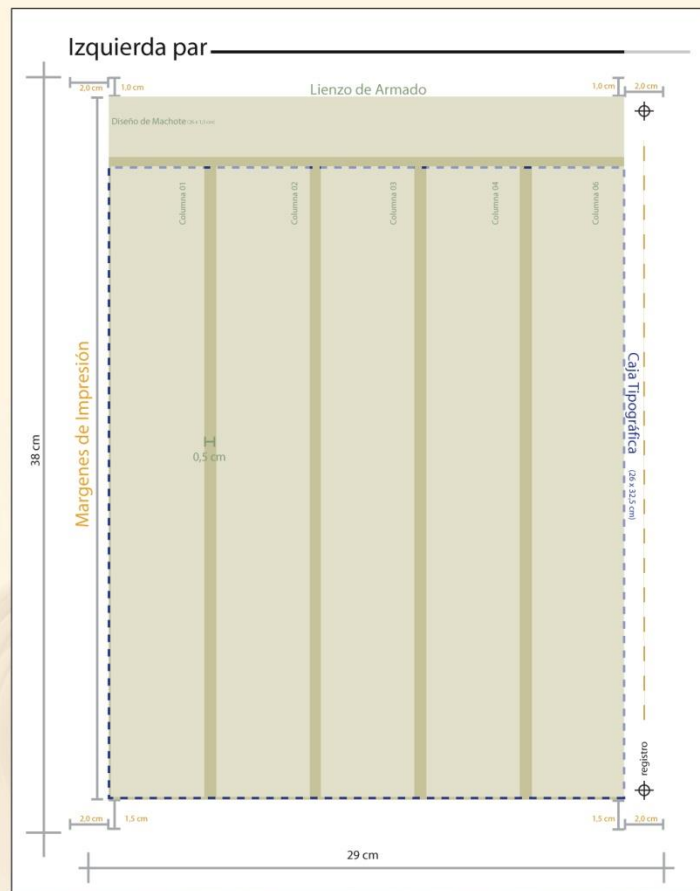 Izquierda par
2,0 cm
1,0 cm
Lienzo de Armado
1,0 cm
2,0 cm
Diseño de Machote
Columna 01
Columna 02
Columna 03
Columna 04
Columna 06
Margenes de Impresión
38 cm
0,5 cm
Caja Tipográfica (26 x 32,5 cm)
registro
2,0 cm
1,5 cm
1,5 cm
2,0 cm
29 cm